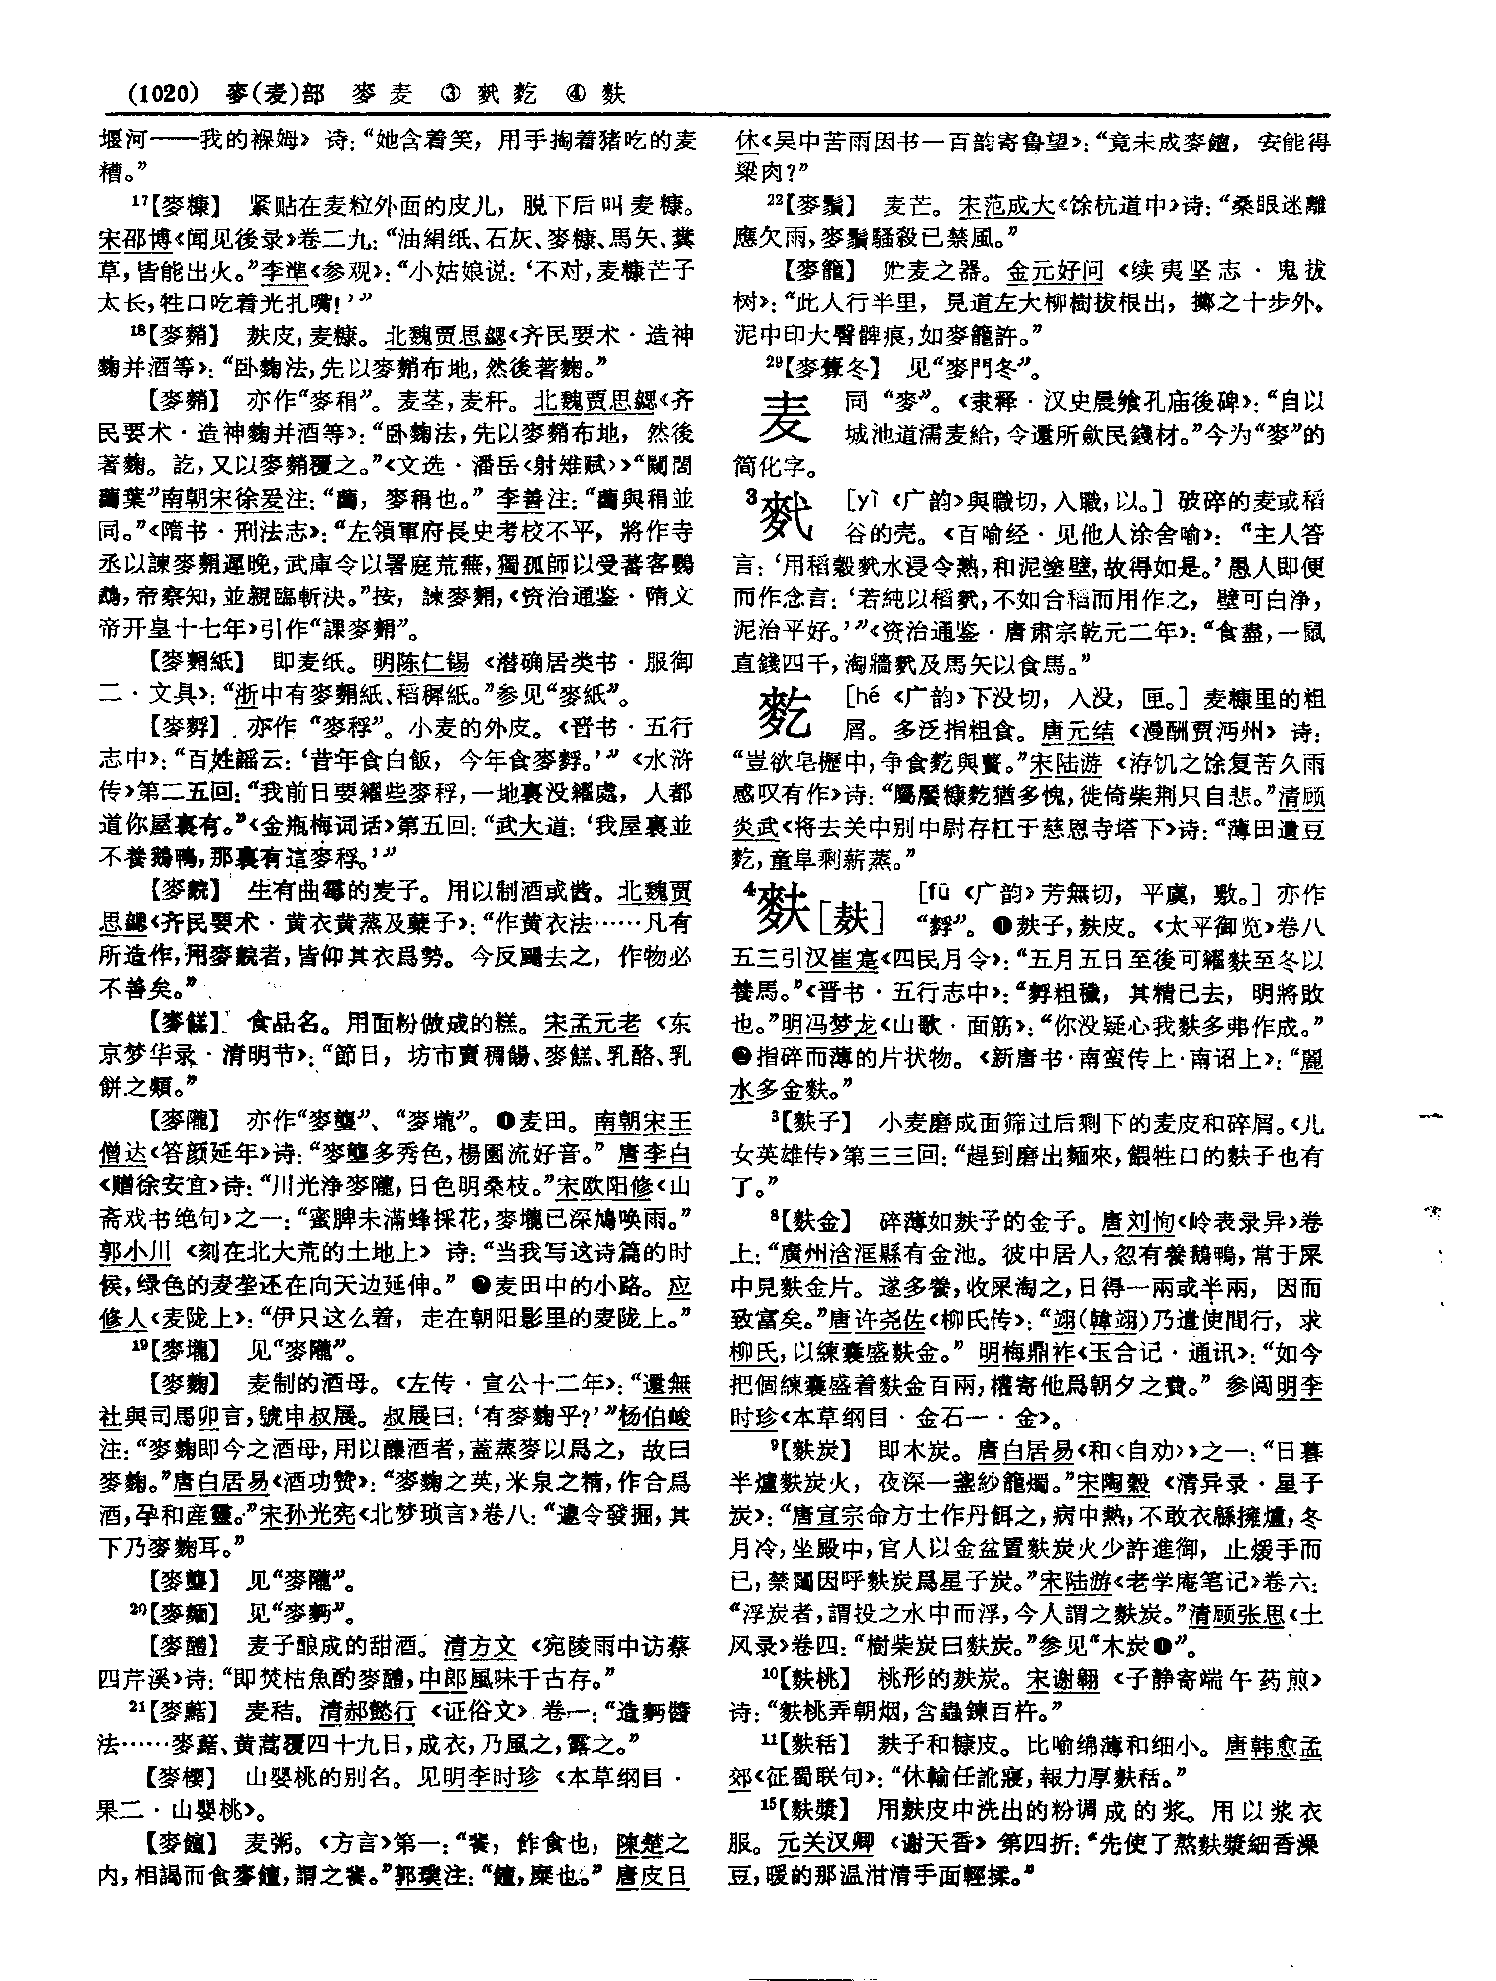 (1020) 麥(麦)部 麥 麦 ③ 䴬 麧 ④ 麩
堰河——我的褓姆》 诗：“她含着笑，用手掏着猪吃的麦
糟。”
17【麥糠】 紧贴在麦粒外面的皮儿，脱下后叫麦糠。
宋邵博《闻见後录》卷二九：“油絹纸、石灰、麥糠、馬矢、糞
草，皆能出火。”李準《参观》：“小姑娘说：‘不对，麦糠芒子
太长，牲口吃着光扎嘴！’”
18【麥䴷】 麸皮，麦糠。北魏贾思勰《齐民要术·造神
麴并酒等》：“卧麴法，先以麥䴷布地，然後著麴。”
【麥䴷】 亦作“麥稍”。麦茎，麦秆。北魏贾思勰《齐
民要术·造神麴并酒等》：“卧麴法，先以麥䴷布地，然後
著麴。訖，又以麥䴷覆之。”《文选·潘岳〈射雉赋〉》“闚
葉”南朝宋徐爰注：“ ，麥稍也。”李善注：“ 與稍並
同。”《隋书·刑法志》：“左領軍府長史考校不平，將作寺
丞以諫麥䴷遲晚，武庫令以署庭荒蕪，獨孤師以受蕃客鸚
鵡，帝察知，並親臨斬決。”按，諫麥䴷，《资治通鉴·隋文
帝开皇十七年》引作“課麥䴷”。
【麥䴷紙】 即麦纸。明陈仁锡《潜确居类书·服御
二·文具》：“浙中有麥䴷紙、稻稈紙。”参见“麥紙”。
【麥麩】 亦作“麥稃”。小麦的外皮。《晋书·五行
志中》：“百姓謡云：‘昔年食白飯，今年食麥麩。’”《水浒
传》第二五回：“我前日要糴些麥稃，一地裏没糴處，人都
道你屋裏有。”《金瓶梅词话》第五回：“武大道：‘我屋裏並
不養鵝鴨，那裏有這麥稃。’”
【麥䴰】 生有曲霉的麦子。用以制酒或酱。北魏贾
思勰《齐民要术·黄衣黄蒸及糵子》：“作黄衣法……凡有
所造作，用麥䴰者，皆仰其衣爲勢。今反颺去之，作物必
不善矣。”
【麥餻】 食品名。用面粉做成的糕。宋孟元老《东
京梦华录·清明节》：“節日，坊市賣稠餳、麥餻、乳酪、乳
餅之類。”
【麥隴】 亦作“麥壟”、“麥壠”。❶麦田。南朝宋王
僧达《答颜延年》诗：“麥壟多秀色，楊園流好音。”唐李白
《赠徐安宜》诗：“川光浄麥隴，日色明桑枝。”宋欧阳修《山
斋戏书绝句》之一：“蜜脾未滿蜂採花，麥壠已深鳩唤雨。”
郭小川《刻在北大荒的土地上》诗：“当我写这诗篇的时
候，绿色的麦垄还在向天边延伸。”❷麦田中的小路。应
修人《麦陇上》：“伊只这么着，走在朝阳影里的麦陇上。”
19【麥壠】 见“麥隴”。
【麥麴】 麦制的酒母。《左传·宣公十二年》：“還無
社與司馬卯言，號申叔展。叔展曰：‘有麥麴乎？’”杨伯峻
注：“麥麴即今之酒母，用以釀酒者，蓋蒸麥以爲之，故曰
麥麴。”唐白居易《酒功赞》：“麥麴之英，米泉之精，作合爲
酒，孕和産靈。”宋孙光宪《北梦琐言》卷八：“遽令發掘，其
下乃麥麴耳。”
【麥壟】 见“麥隴”。
20【麥麵】 见“麥麪”。
【麥醴】 麦子酿成的甜酒。清方文《宛陵雨中访蔡
四芹溪》诗：“即焚枯魚酌麥醴，中郎風味千古存。”
21【麥䕸】 麦秸。清郝懿行《证俗文》卷一：“造麪醬
法……麥䕸、黄蒿覆四十九日，成衣，乃風之，露之。”
【麥櫻】 山婴桃的别名。见明李时珍《本草纲目·
果二·山嬰桃》。
【麥饘】 麦粥。《方言》第一：“餥，飵食也，陳楚之
内，相謁而食麥饘，謂之餥。”郭璞注：“饘，糜也。”唐皮日
休《吴中苦雨因书一百韵寄鲁望》：“竟未成麥饘，安能得
粱肉？”
22【麥鬚】 麦芒。宋范成大《馀杭道中》诗：“桑眼迷離
應欠雨，麥鬚騷殺已禁風。”
【麥籠】 贮麦之器。金元好问《续夷坚志·鬼拔
树》：“此人行半里，見道左大柳樹拔根出，擲之十步外。
泥中印大臀髀痕，如麥籠許。”
29【麥虋冬】 见“麥門冬”。
麦 同“麥”。《隶释·汉史晨飨孔庙後碑》：“自以
城池道濡麦給，令還所歛民錢材。”今为“麥”的
简化字。
3䴬 [yì《广韵》與職切，入職，以。] 破碎的麦或稻
谷的壳。《百喻经·见他人涂舍喻》：“主人答
言：‘用稻穀䴬水浸令熟，和泥塗壁，故得如是。’愚人即便
而作念言：‘若純以稻䴬，不如合稻而用作之，壁可白浄，
泥治平好。’”《资治通鉴·唐肃宗乾元二年》：“食盡，一鼠
直錢四千，淘牆䴬及馬矢以食馬。”
麧 [hé《广韵》下没切，入没，匣。] 麦糠里的粗
屑。多泛指粗食。唐元结《漫酬贾沔州》诗：
“豈欲皂櫪中，争食麧與藖。”宋陆游《洊饥之馀复苦久雨
感叹有作》诗：“屬饜糠麧猶多愧，徙倚柴荆只自悲。”清顾
炎武《将去关中别中尉存杠于慈恩寺塔下》诗：“薄田遺豆
麧，童阜剩薪蒸。”
4麩[麸] [fū《广韵》芳無切，平虞，敷。] 亦作
“䴸”。❶麸子，麸皮。《太平御览》卷八
五三引汉崔寔《四民月令》：“五月五日至後可糴麩至冬以
養馬。”《晋书·五行志中》：“麩粗穢，其精已去，明將敗
也。”明冯梦龙《山歌·面筋》：“你没疑心我麩多弗作成。”
❷指碎而薄的片状物。《新唐书·南蛮传上·南诏上》：“麗
水多金麩。”
3【麩子】 小麦磨成面筛过后剩下的麦皮和碎屑。《儿
女英雄传》第三三回：“趕到磨出麵來，餵牲口的麩子也有
了。”
8【麩金】 碎薄如麸子的金子。唐刘恂《岭表录异》卷
上：“廣州浛洭縣有金池。彼中居人，忽有養鵝鴨，常于屎
中見麩金片。遂多養，收屎淘之，日得一兩或半兩，因而
致富矣。”唐许尧佐《柳氏传》：“翊(韓翊)乃遣使間行，求
柳氏，以練囊盛麩金。”明梅鼎祚《玉合记·通讯》：“如今
把個練囊盛着麩金百兩，權寄他爲朝夕之費。”参阅明李
时珍《本草纲目·金石一·金》。
9【麩炭】 即木炭。唐白居易《和〈自劝〉》之一：“日暮
半爐麩炭火，夜深一盞紗籠燭。”宋陶穀《清异录·星子
炭》：“唐宣宗命方士作丹餌之，病中熱，不敢衣緜擁爐，冬
月冷，坐殿中，宫人以金盆置麩炭火少許進御，止煖手而
已，禁闈因呼麩炭爲星子炭。”宋陆游《老学庵笔记》卷六：
“浮炭者，謂投之水中而浮，今人謂之麩炭。”清顾张思《土
风录》卷四：“樹柴炭曰麩炭。”参见“木炭❶”。
10【麩桃】 桃形的麸炭。宋谢翱《子静寄端午药煎》
诗：“麩桃弄朝烟，含蟲鍊百杵。”
11【麩𥞩】 麸子和糠皮。比喻绵薄和细小。唐韩愈孟
郊《征蜀联句》：“休輸任訛寢，報力厚麩𥞩。”
15【麩漿】 用麸皮中洗出的粉调成的浆。用以浆衣
服。元关汉卿《谢天香》第四折：“先使了熬麩漿細香澡
豆，暖的那温泔清手面輕揉。”